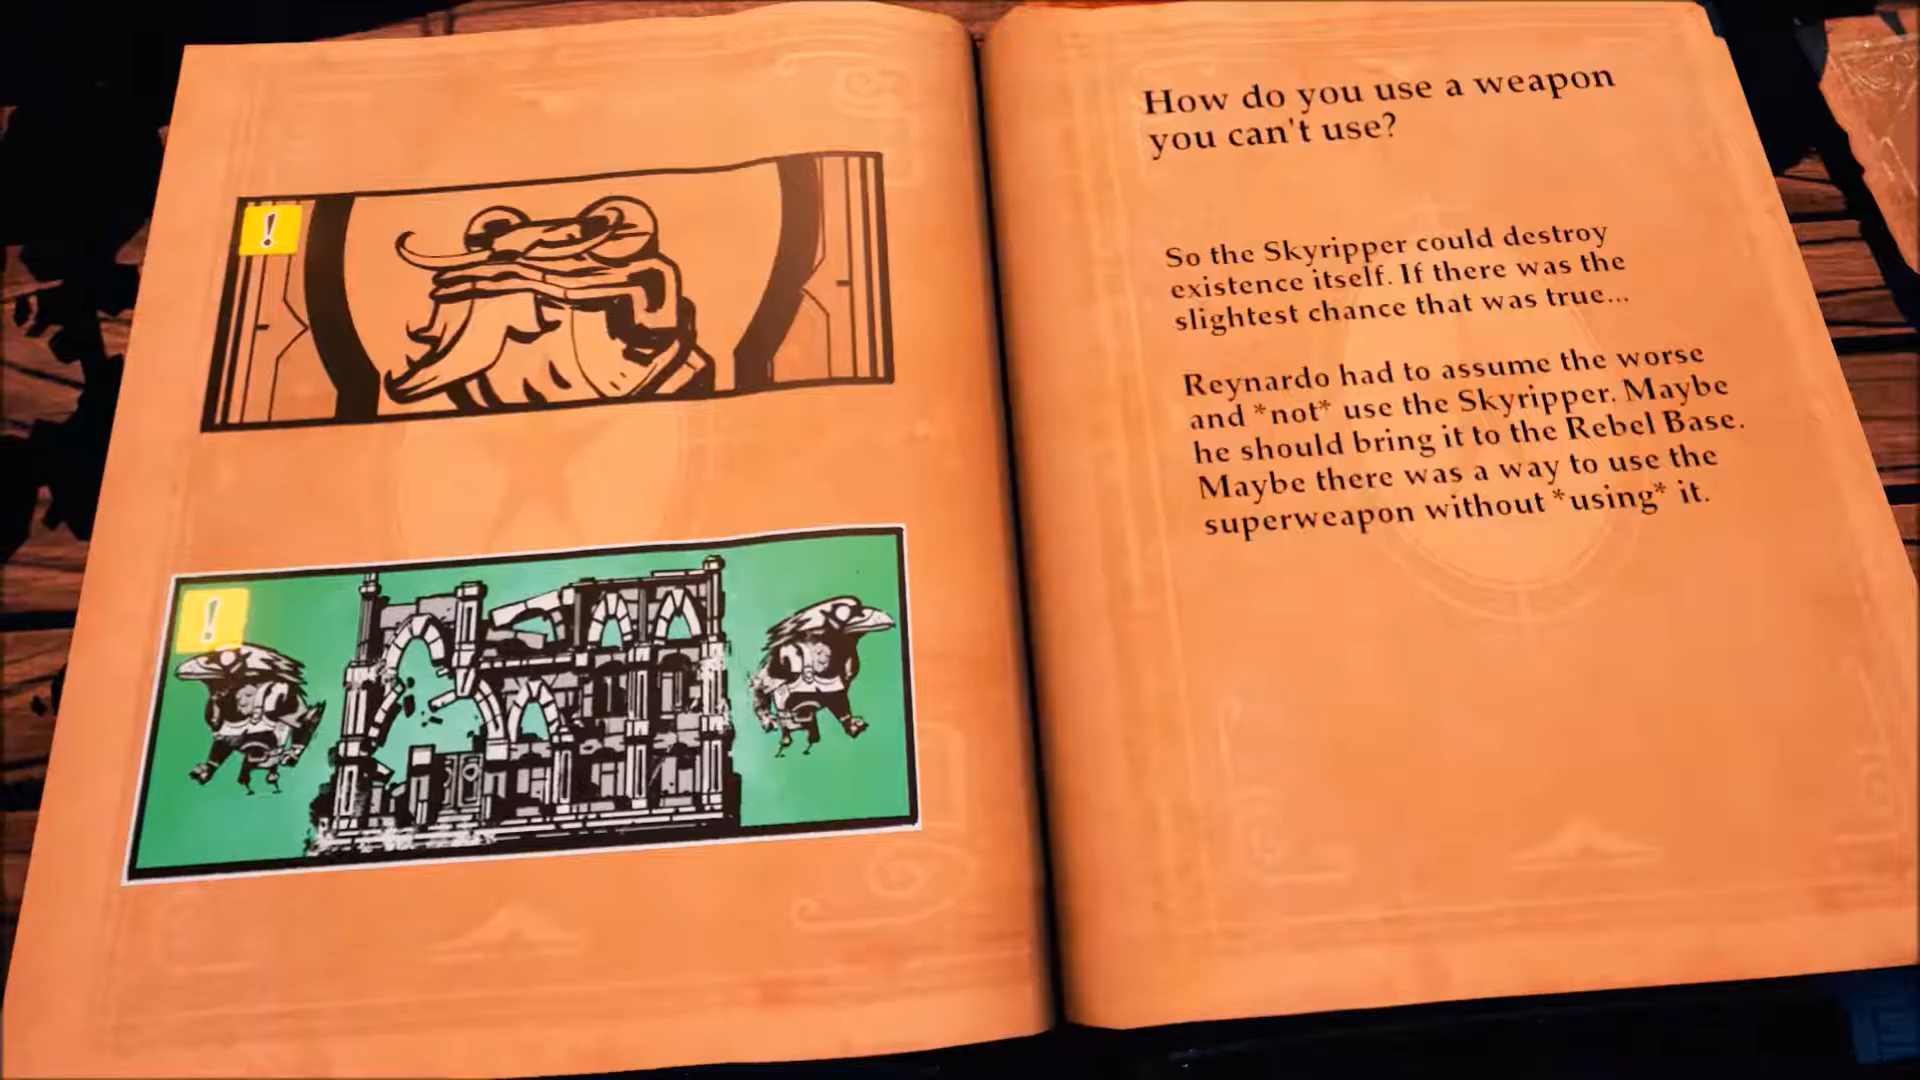 !
!
How do you use a weapon
you can't use?
So the Skyripper could destroy
existence itself. If there was the
slightest chance that was true...
Reynardo had to assume the worse
and *not* use the Skyripper. Maybe
he should bring it to the Rebel Base.
Maybe there was a way to use the
superweapon without *using* it.